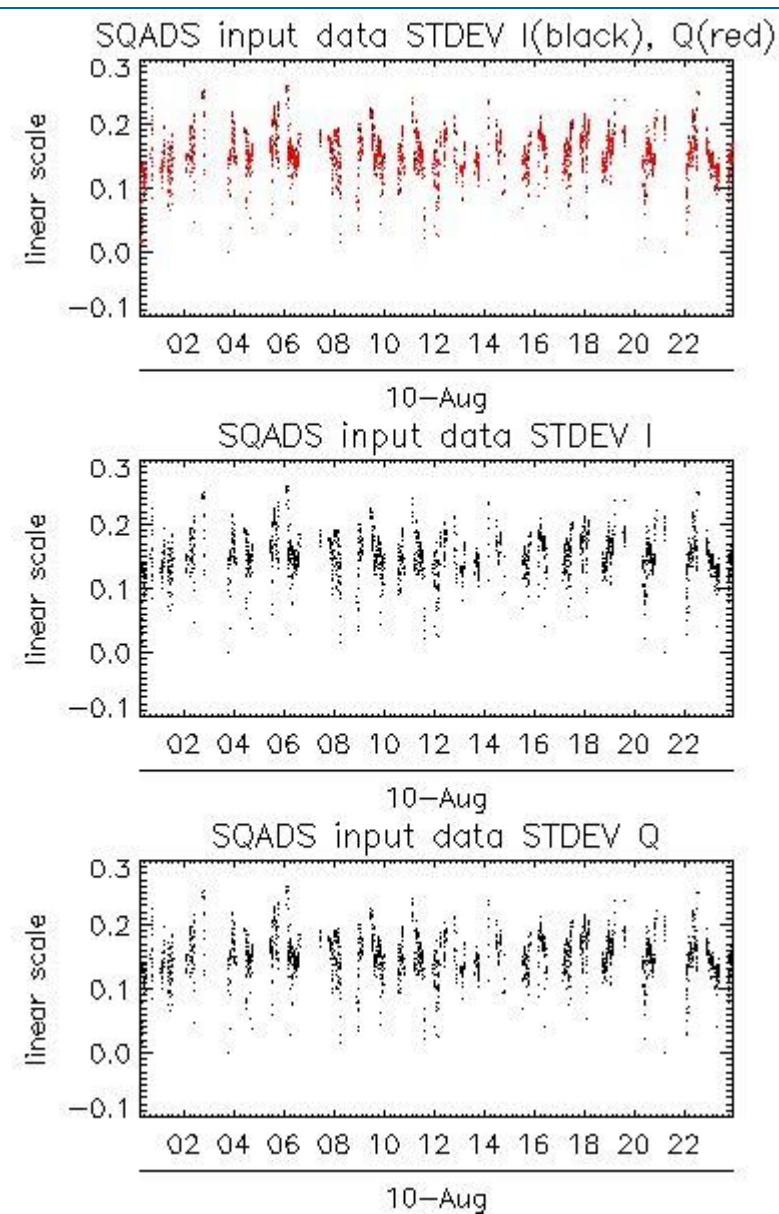 SQADS input data STDEV I(black), Q(red)
0.3
0.2
0.1
0.0
−0.1
linear scale
02 04 06 08 10 12 14 16 18 20 22
10−Aug
SQADS input data STDEV I
0.3
0.2
0.1
0.0
−0.1
linear scale
02 04 06 08 10 12 14 16 18 20 22
10−Aug
SQADS input data STDEV Q
0.3
0.2
0.1
0.0
−0.1
linear scale
02 04 06 08 10 12 14 16 18 20 22
10−Aug